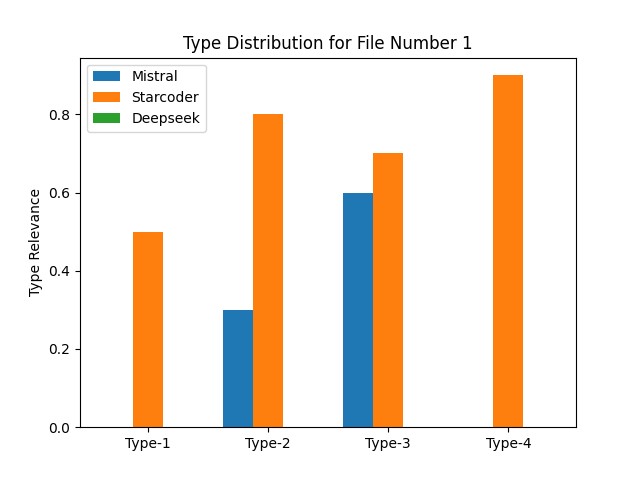 Type Distribution for File Number 1
Mistral
Starcoder
Deepseek
Type Relevance
0.8
0.6
0.4
0.2
0.0
Type-1 Type-2 Type-3 Type-4